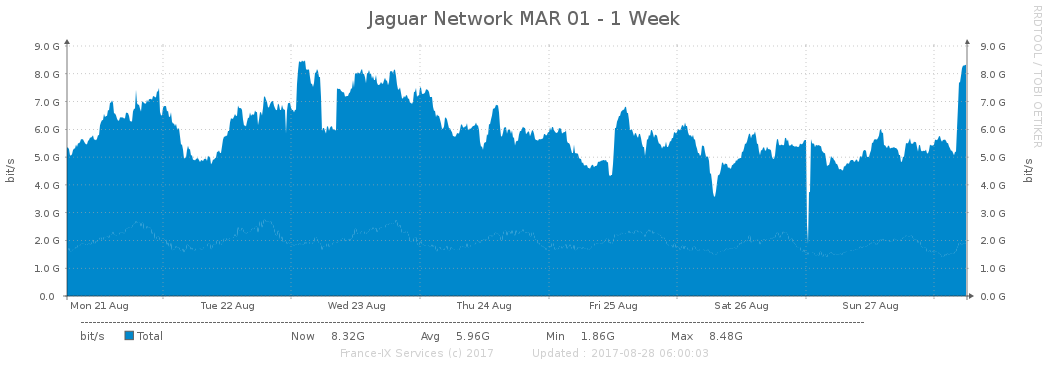 Jaguar Network MAR 01 - 1 Week
RRDTOOL / TOBI OETIKER
bit/s
9.0 G 9.0 G
8.0 G 8.0 G
7.0 G 7.0 G
6.0 G 6.0 G
5.0 G 5.0 G
4.0 G 4.0 G
3.0 G 3.0 G
2.0 G 2.0 G
1.0 G 1.0 G
0.0 0.0 G
bit/s
Mon 21 Aug Tue 22 Aug Wed 23 Aug Thu 24 Aug Fri 25 Aug Sat 26 Aug Sun 27 Aug
bit/s Total Now 8.32G Avg 5.96G Min 1.86G Max 8.48G
France-IX Services (c) 2017 Updated : 2017-08-28 06:00:03